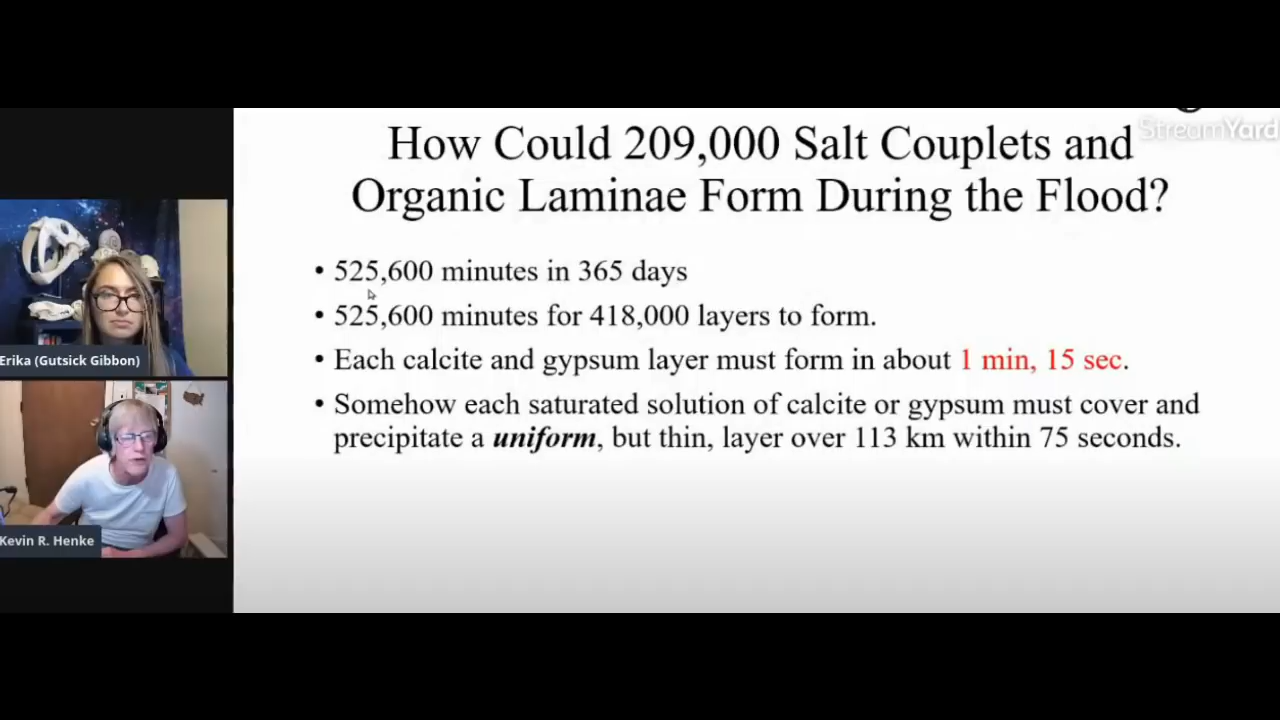 StreamYard
How Could 209,000 Salt Couplets and
Organic Laminae Form During the Flood?
• 525,600 minutes in 365 days
• 525,600 minutes for 418,000 layers to form.
• Each calcite and gypsum layer must form in about 1 min, 15 sec.
• Somehow each saturated solution of calcite or gypsum must cover and
precipitate a uniform, but thin, layer over 113 km within 75 seconds.
Erika (Gutsick Gibbon)
Kevin R. Henke